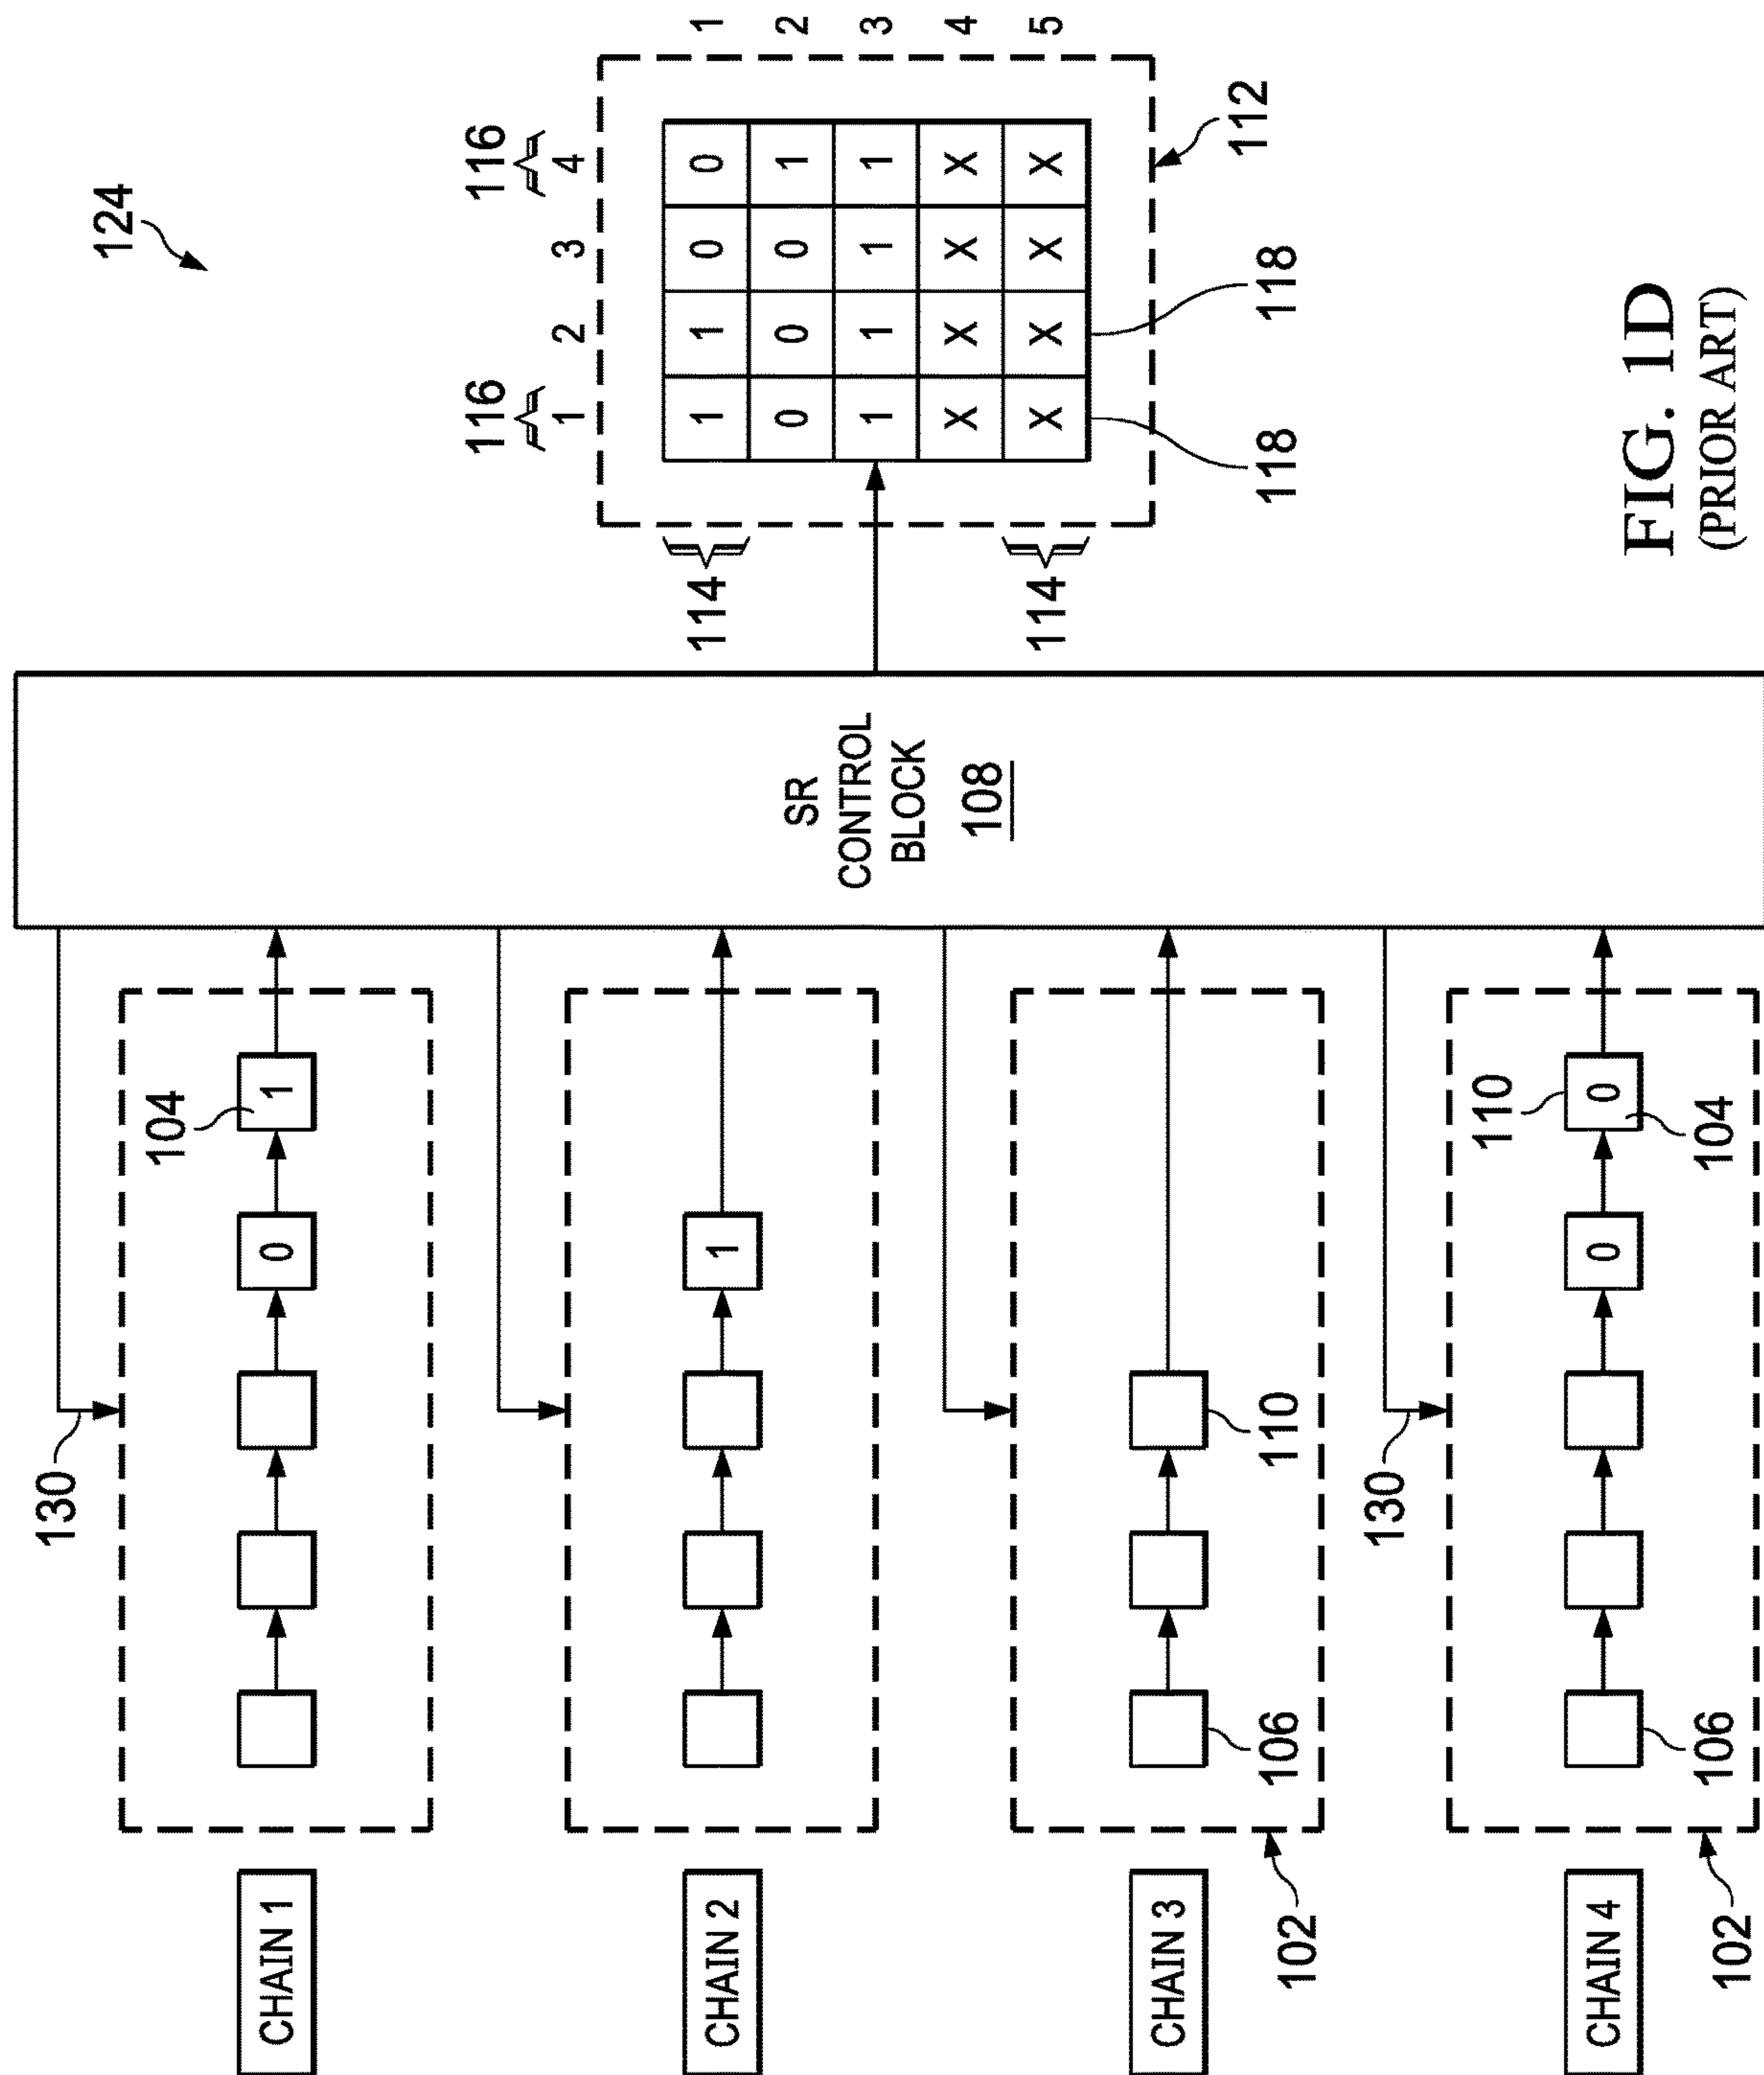 124
130
104
CHAIN 1
0
1
116
116
1 2 3 4
114
1 1 0 0 1
CHAIN 2
1
0 0 0 1 2
SR
CONTROL
BLOCK
108
1 1 1 1 3
X X X X 4
114
X X X X 5
112
118
118
CHAIN 3
106
110
102
130
110
CHAIN 4
0
0
106
104
102
FIG. 1D
(PRIOR ART)